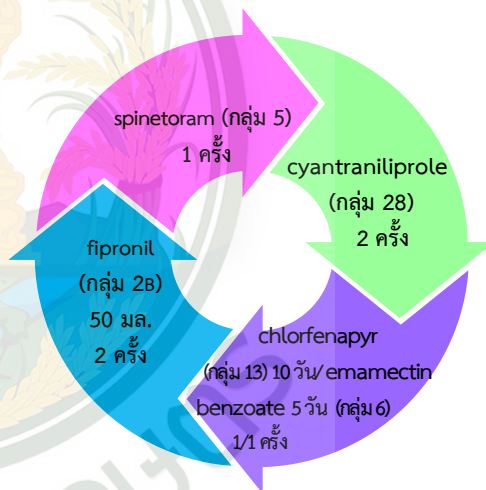 spinetoram (กลุ่ม 5)
1 ครั้ง
cyantraniliprole
(กลุ่ม 28)
2 ครั้ง
chlorfenapyr
(กลุ่ม 13) 10 วัน/emamectin
benzoate 5 วัน (กลุ่ม 6)
1/1 ครั้ง
fipronil
(กลุ่ม 2B)
50 มล.
2 ครั้ง